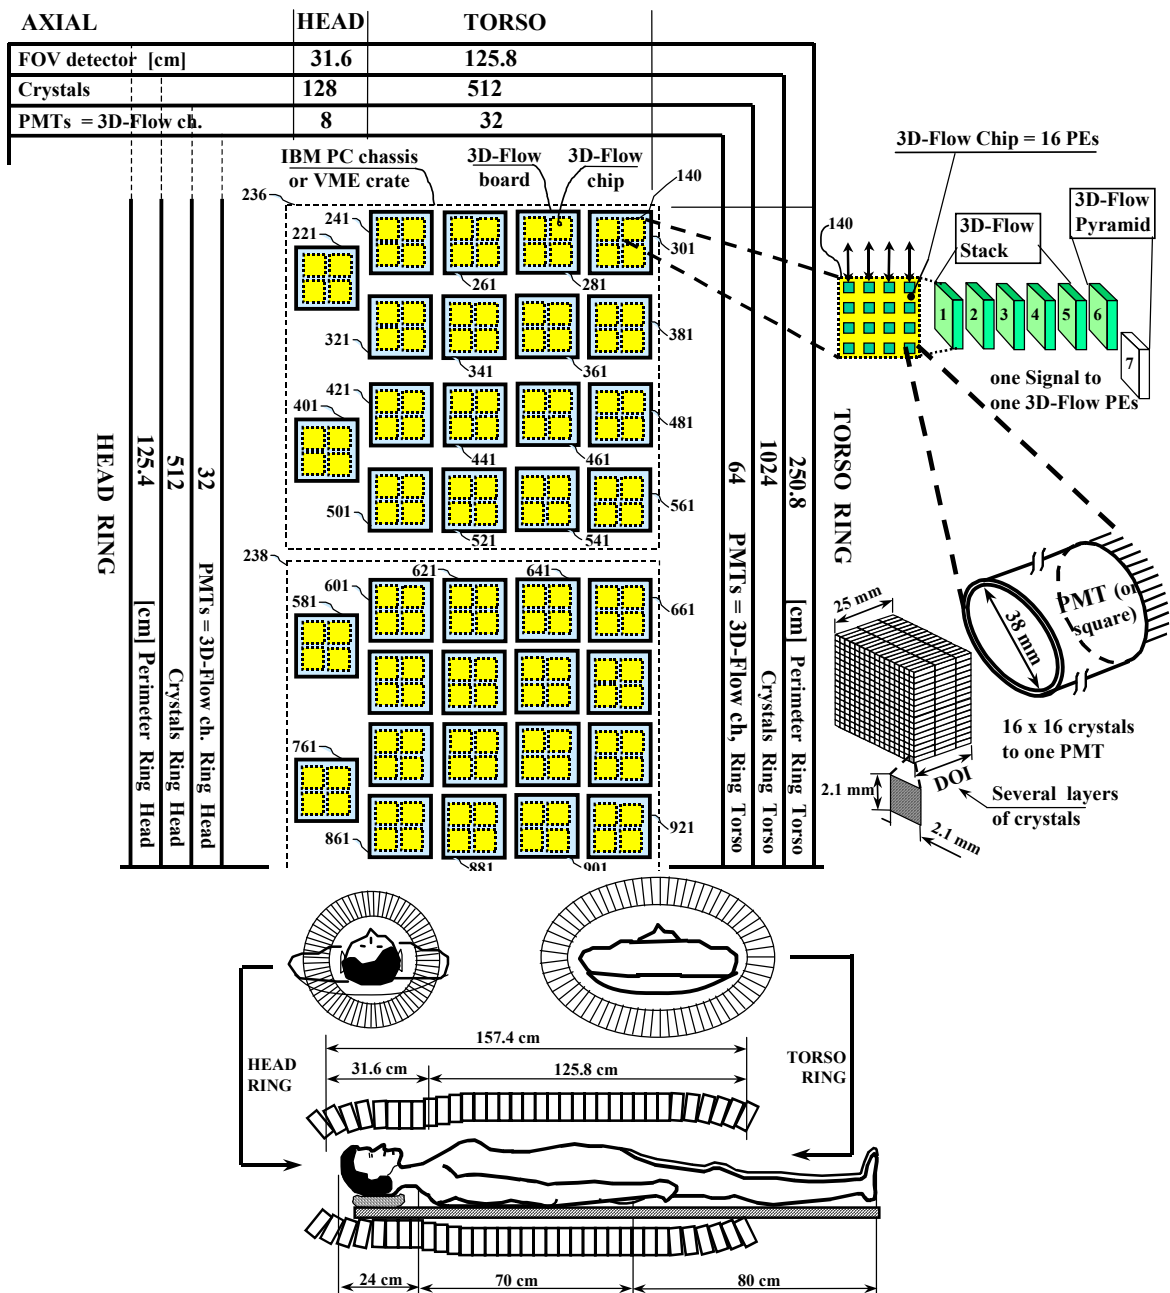 AXIAL HEAD TORSO
FOV detector [cm] 31.6 125.8
Crystals 128 512
PMTs = 3D-Flow ch. 8 32
IBM PC chassis
or VME crate
3D-Flow
board
3D-Flow
chip
3D-Flow Chip = 16 PEs
236
241
140
221
301
261
281
321
341
361
381
421
401
481
441
461
501
521
541
561
238
621
641
601
581
661
761
861
881
901
921
HEAD RING
125.4 [cm] Perimeter Ring Head
512 Crystals Ring Head
32 PMTs = 3D-Flow ch. Ring Head
64 PMTs = 3D-Flow ch, Ring Torso
1024 Crystals Ring Torso
250.8 [cm] Perimeter Ring Torso
TORSO RING
140
3D-Flow
Stack
3D-Flow
Pyramid
1
2
3
4
5
6
7
one Signal to
one 3D-Flow PEs
25 mm
38 mm
PMT (or
square)
16 x 16 crystals
to one PMT
DOI
2.1 mm
2.1 mm
Several layers
of crystals
HEAD
RING
TORSO
RING
157.4 cm
31.6 cm
125.8 cm
24 cm
70 cm
80 cm